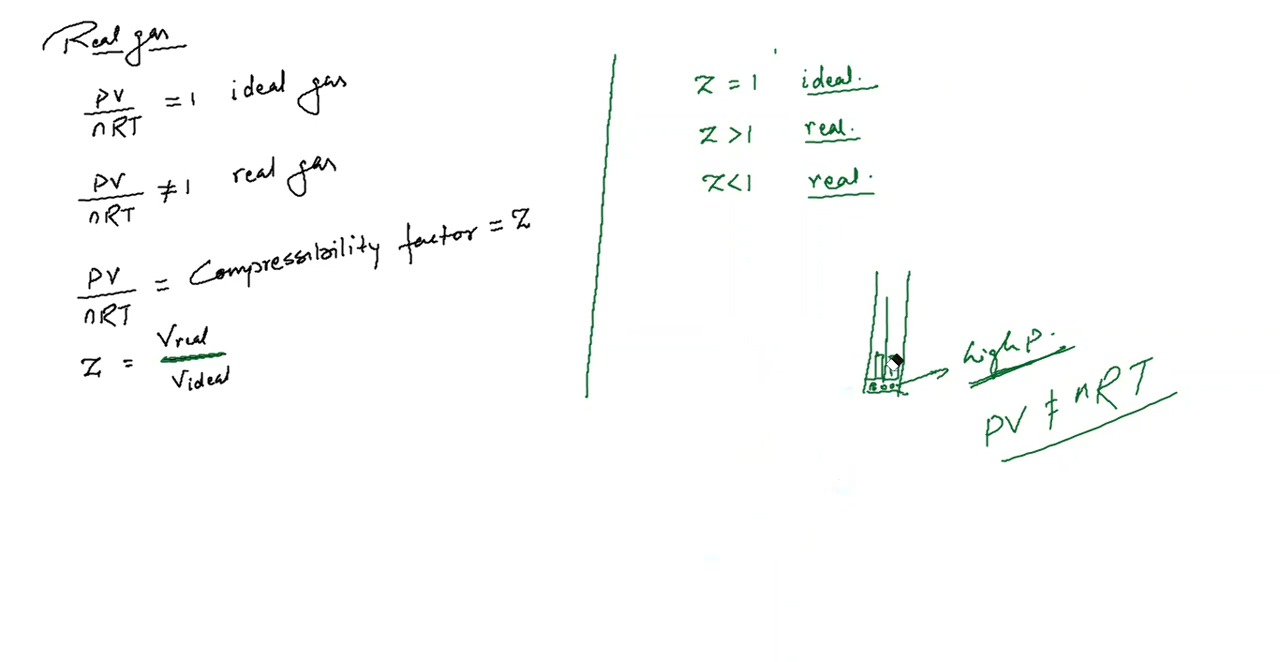 Real gas
PV/nRT = 1 ideal gas
PV/nRT ≠ 1 real gas
PV/nRT = Compressibility factor = Z
Z = Vreal/Videal
Z = 1 ideal.
Z > 1 real.
Z < 1 real.
high P.
PV ≠ nRT